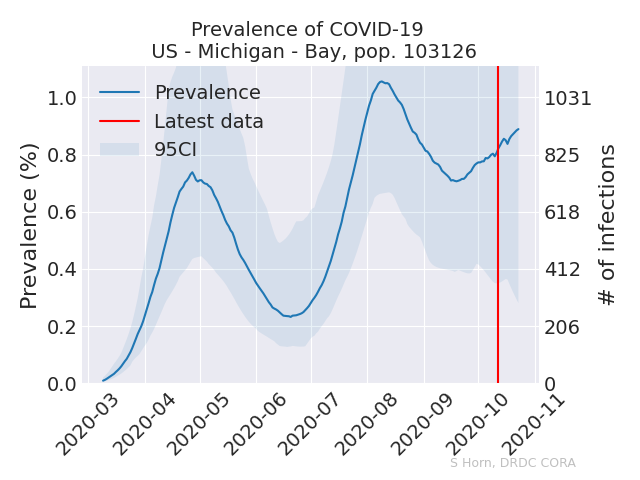 Prevalence of COVID-19
US - Michigan - Bay, pop. 103126
Prevalence
Latest data
95CI
Prevalence (%)
1.0
0.8
0.6
0.4
0.2
0.0
1031
825
618
412
206
0
# of infections
2020-03
2020-04
2020-05
2020-06
2020-07
2020-08
2020-09
2020-10
2020-11
S Horn, DRDC CORA